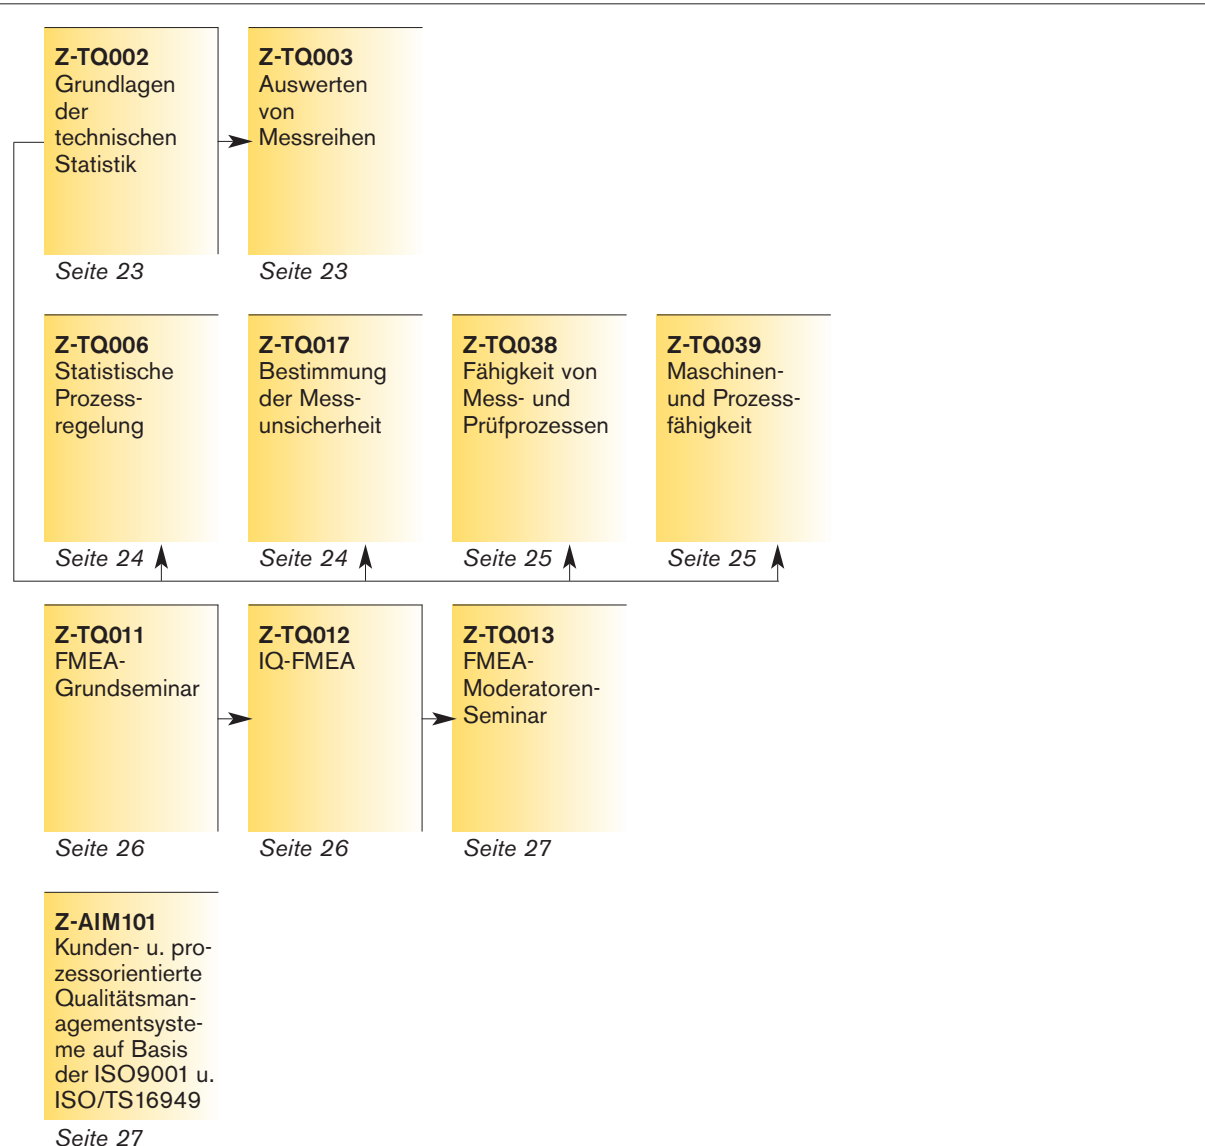 Z-TQ002
Grundlagen
der
technischen
Statistik
Seite 23
Z-TQ003
Auswerten
von
Messreihen
Seite 23
Z-TQ006
Statistische
Prozess-
regelung
Seite 24
Z-TQ017
Bestimmung
der Mess-
unsicherheit
Seite 24
Z-TQ038
Fähigkeit von
Mess- und
Prüfprozessen
Seite 25
Z-TQ039
Maschinen-
und Prozess-
fähigkeit
Seite 25
Z-TQ011
FMEA-
Grundseminar
Seite 26
Z-TQ012
IQ-FMEA
Seite 26
Z-TQ013
FMEA-
Moderatoren-
Seminar
Seite 27
Z-AIM101
Kunden- u. pro-
zessorientierte
Qualitätsman-
agementsyste-
me auf Basis
der ISO9001 u.
ISO/TS16949
Seite 27